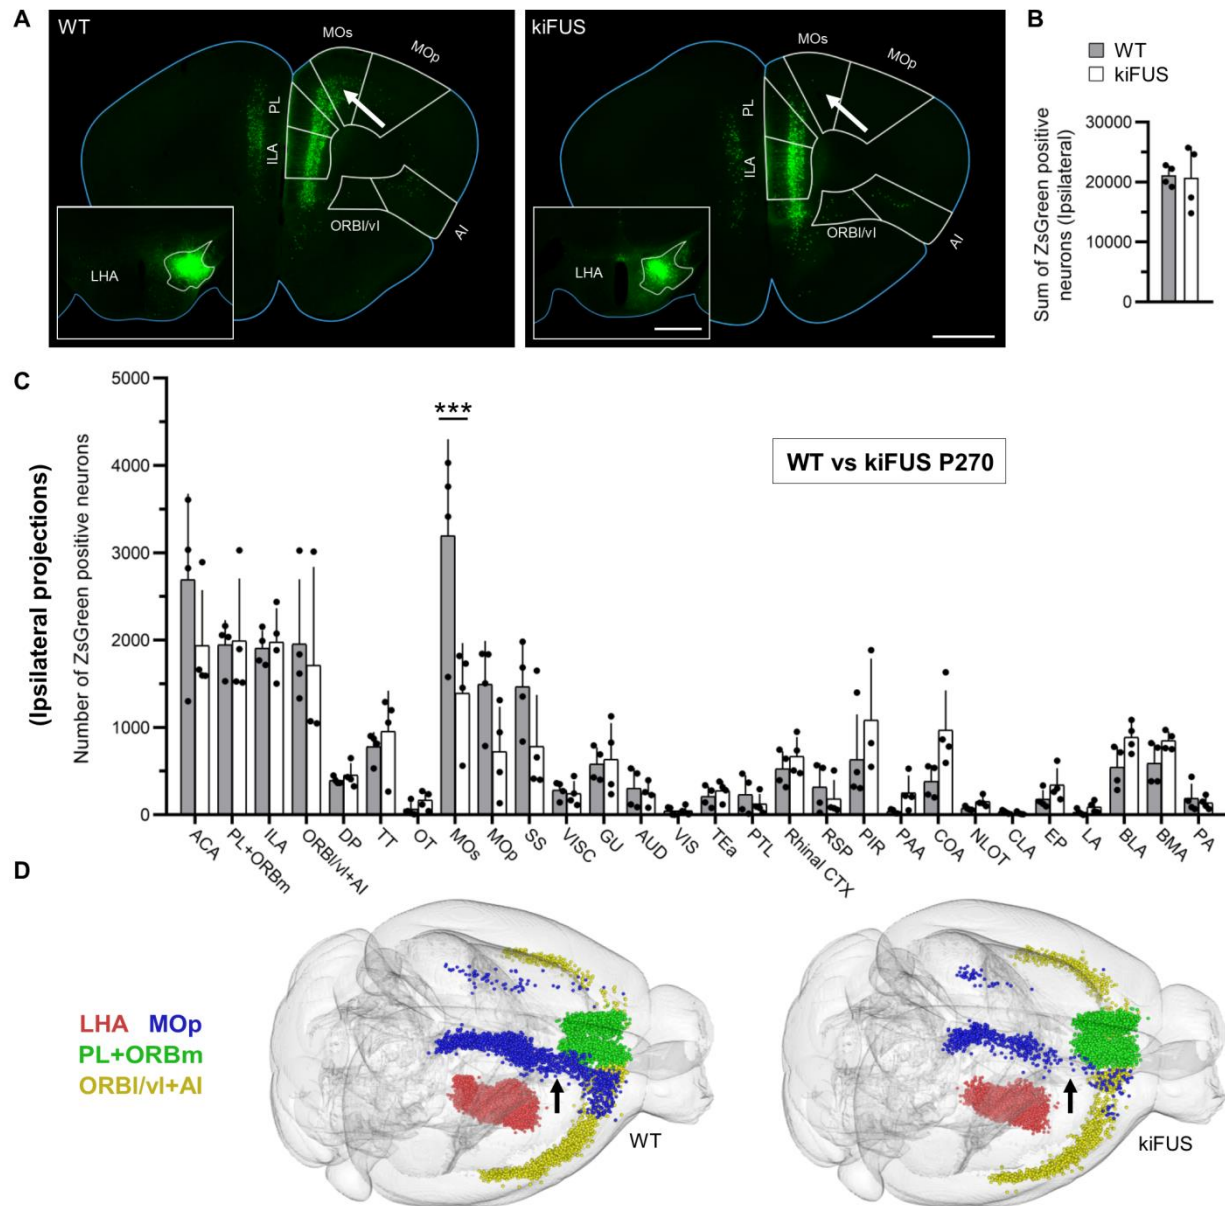 A
WT
MOs
MOp
PL
ILA
ORBl/vl
AI
LHA
kiFUS
MOs
MOp
PL
ILA
ORBl/vl
AI
LHA
B
WT
kiFUS
Sum of ZsGreen positive
neurons (Ipsilateral)
30000
20000
10000
0
C
(Ipsilateral projections)
Number of ZsGreen positive neurons
5000
4000
3000
2000
1000
0
***
WT vs kiFUS P270
ACA
PL+ORBm
ILA
ORBl/vl+AI
DP
TT
OT
MOs
MOp
SS
VISC
GU
AUD
VIS
TEa
PTL
Rhinal CTX
RSP
PIR
PAA
COA
NLOT
CLA
EP
LA
BLA
BMA
PA
D
LHA MOp
PL+ORBm
ORBl/vl+AI
WT
kiFUS